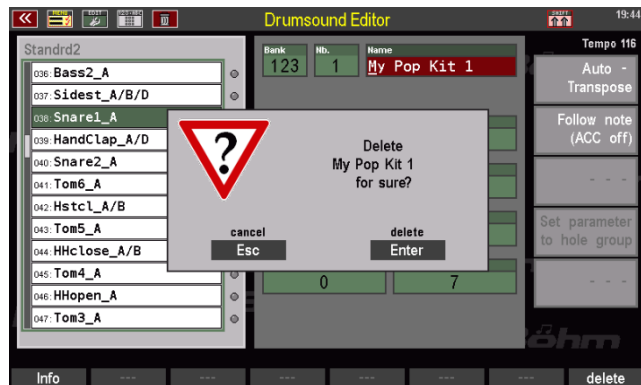 MENU
EDIT
Drumsound Editor
SHIFT
19:44
Standrd2
036: Bass2_A
037: Sidest_A/B/D
038: Snare1_A
039: HandClap_A/D
040: Snare2_A
041: Tom6_A
042: Hstcl_A/B
043: Tom5_A
044: HHclose_A/B
045: Tom4_A
046: HHopen_A
047: Tom3_A
Bank
Nb.
Name
123
1
My Pop Kit 1
Tempo 116
Auto -
Transpose
Follow note
(ACC off)
- - -
Set parameter
to hole group
- - -
?
Delete
My Pop Kit 1
for sure?
cancel
delete
Esc
Enter
0
7
Böhm
Info
---
---
---
---
---
---
delete